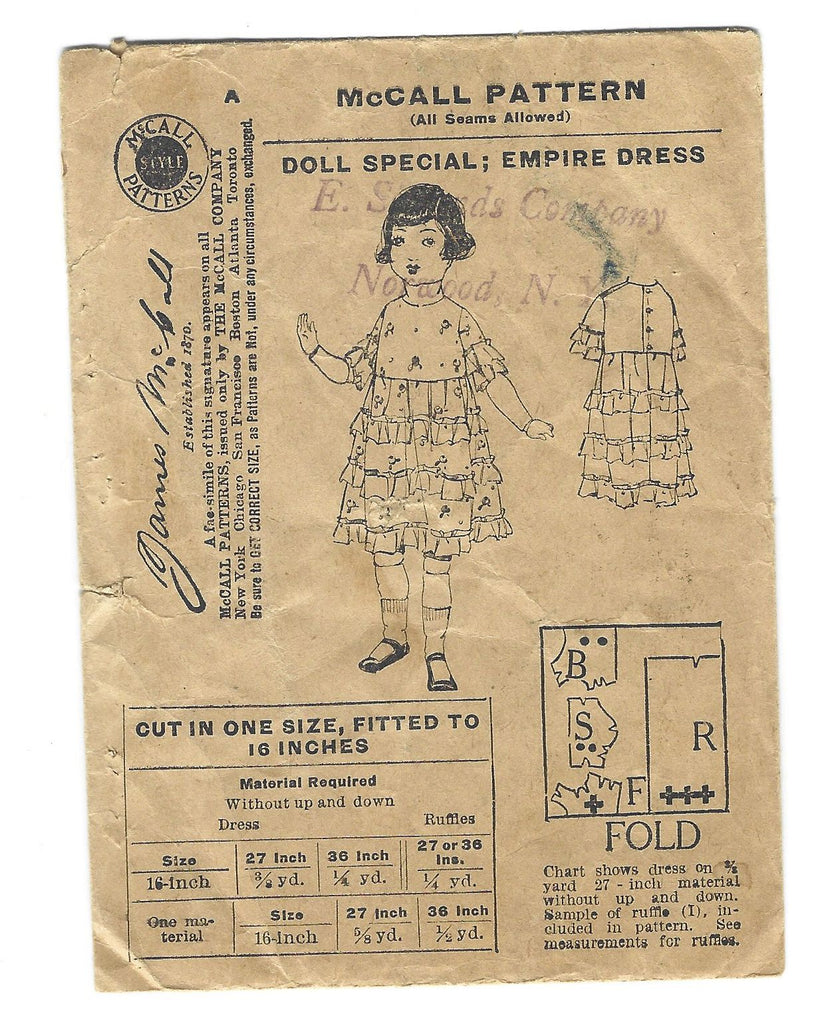 A
McCALL PATTERN
(All Seams Allowed)
DOLL SPECIAL; EMPIRE DRESS
McCALL
STYLE
PATTERNS
E. S nds Company
Norwood, N. Y.
James McCall
Established 1870.
A fac-simile of this signature appears on all
McCALL PATTERNS, issued only by THE McCALL COMPANY
New York Chicago San Francisco Boston Atlanta Toronto
Be sure to GET CORRECT SIZE, as Patterns are Not, under any circumstances, exchanged.
CUT IN ONE SIZE, FITTED TO
16 INCHES
Material Required
Without up and down
Dress Ruffles
Size 27 Inch 36 Inch 27 or 36 Ins.
16-inch 3/8 yd. 1/4 yd. 1/4 yd.
One material Size 27 Inch 36 Inch
16-inch 5/8 yd. 1/2 yd.
B
S
F
R
FOLD
Chart shows dress on 3/8
yard 27-inch material
without up and down.
Sample of ruffle (I), in-
cluded in pattern. See
measurements for ruffles.